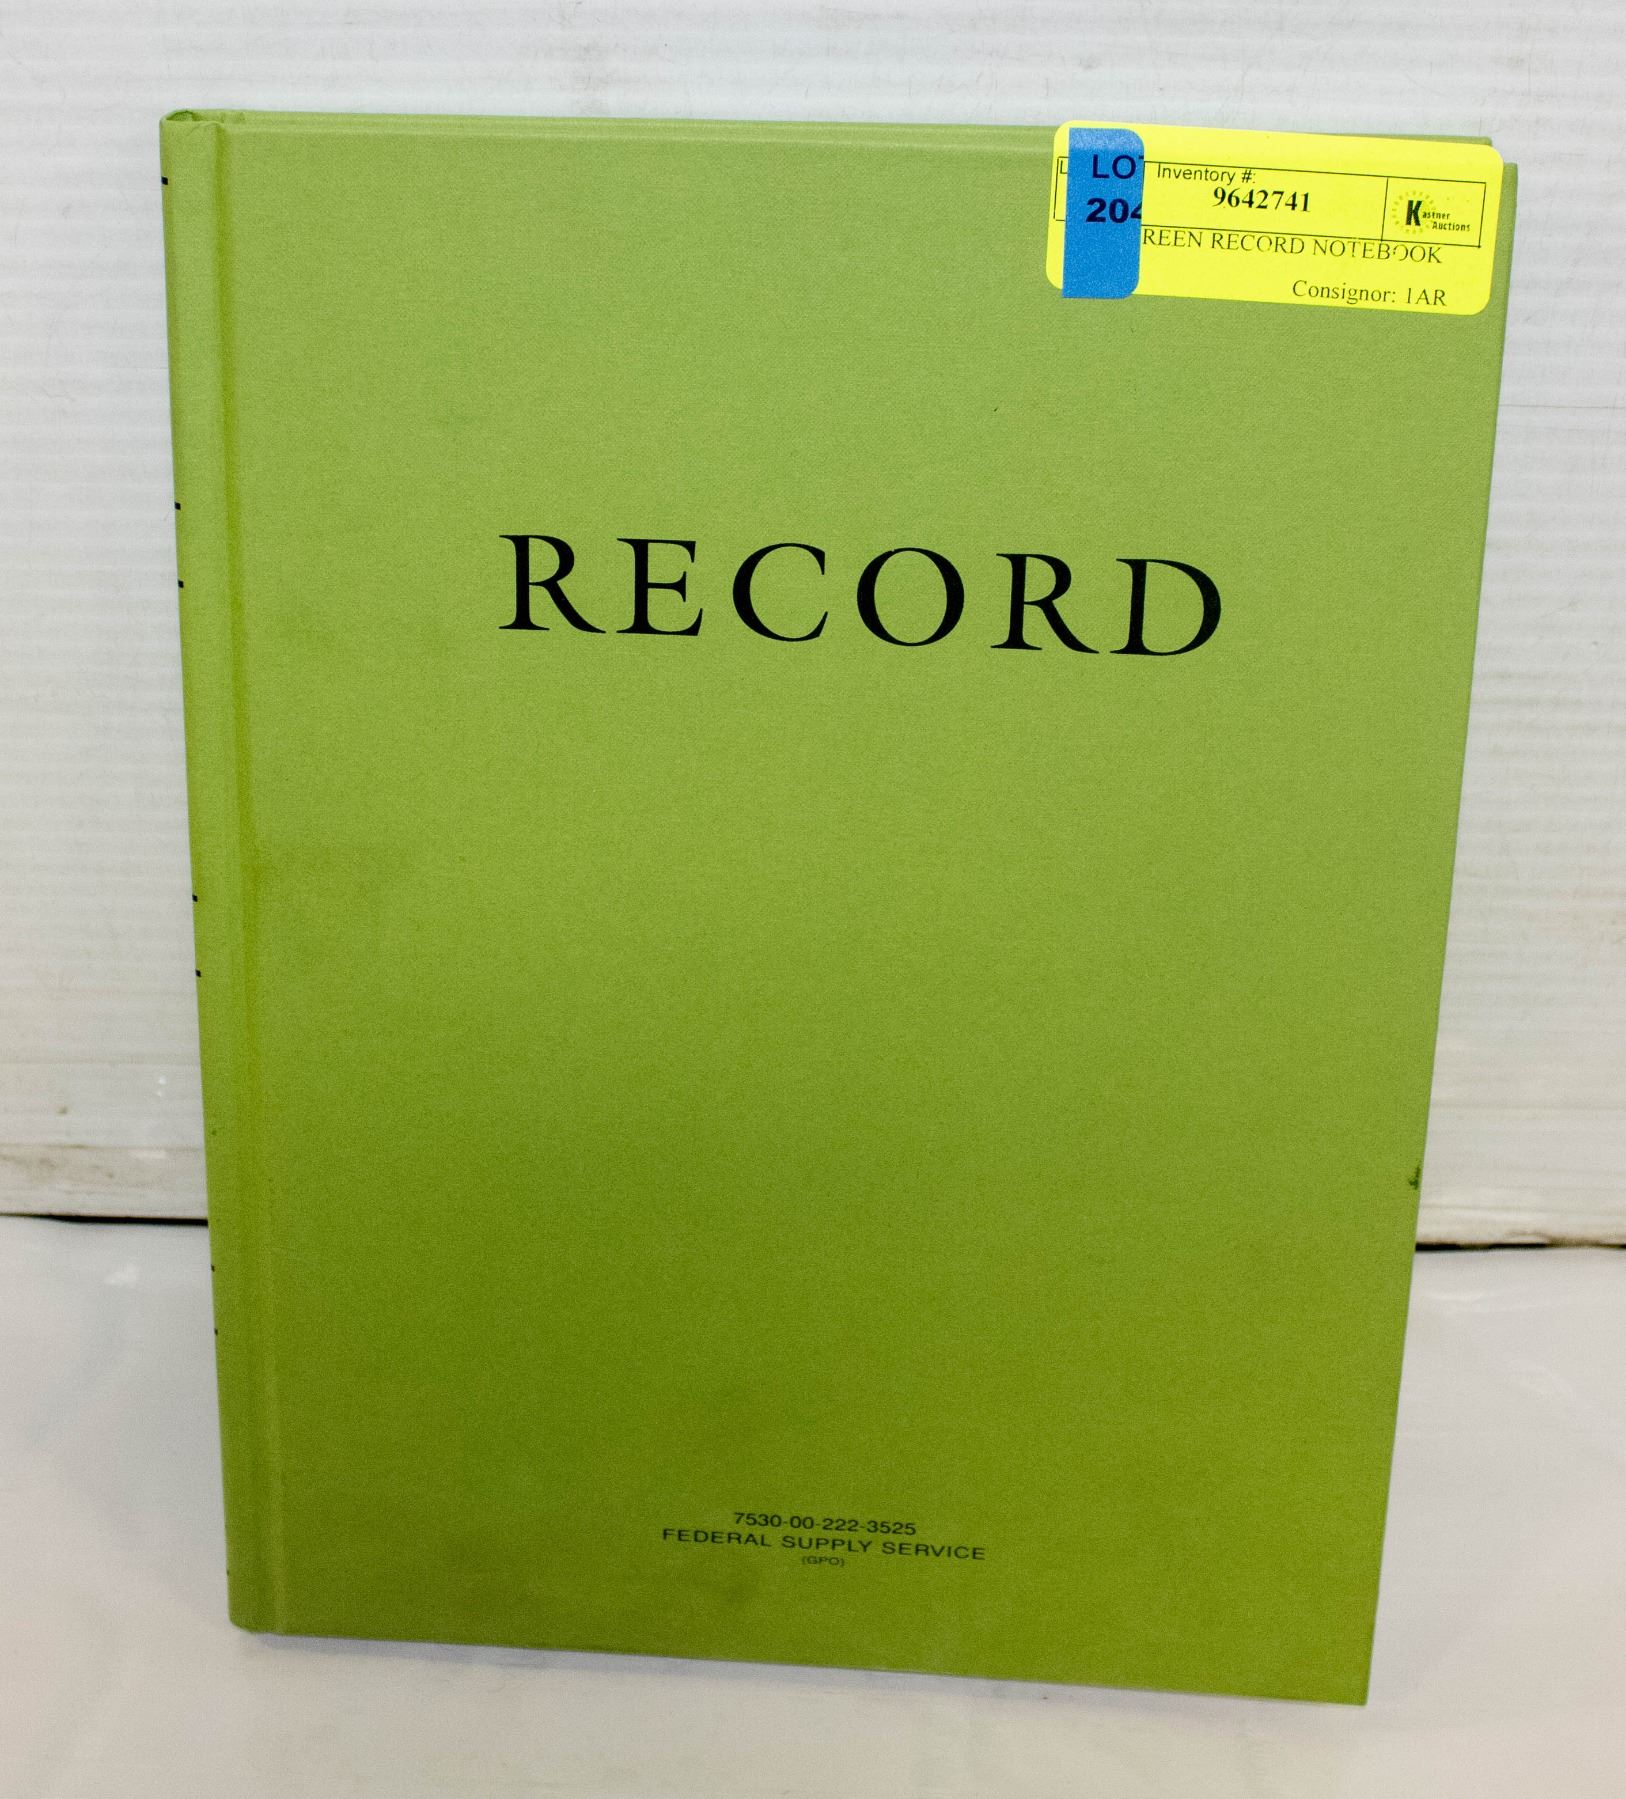 LO
204
Inventory #:
9642741
Kastner
Auctions
REEN RECORD NOTEBOOK
Consignor: 1AR
RECORD
7530-00-222-3525
FEDERAL SUPPLY SERVICE
(GPO)